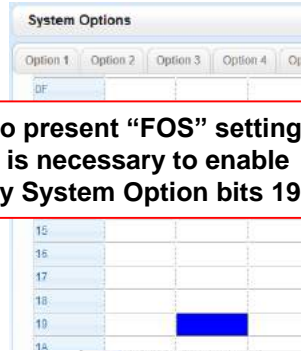 System Options
Option 1 Option 2 Option 3 Option 4 Op
DF
o present “FOS” setting
is necessary to enable
y System Option bits 19
15
16
17
18
19
1A